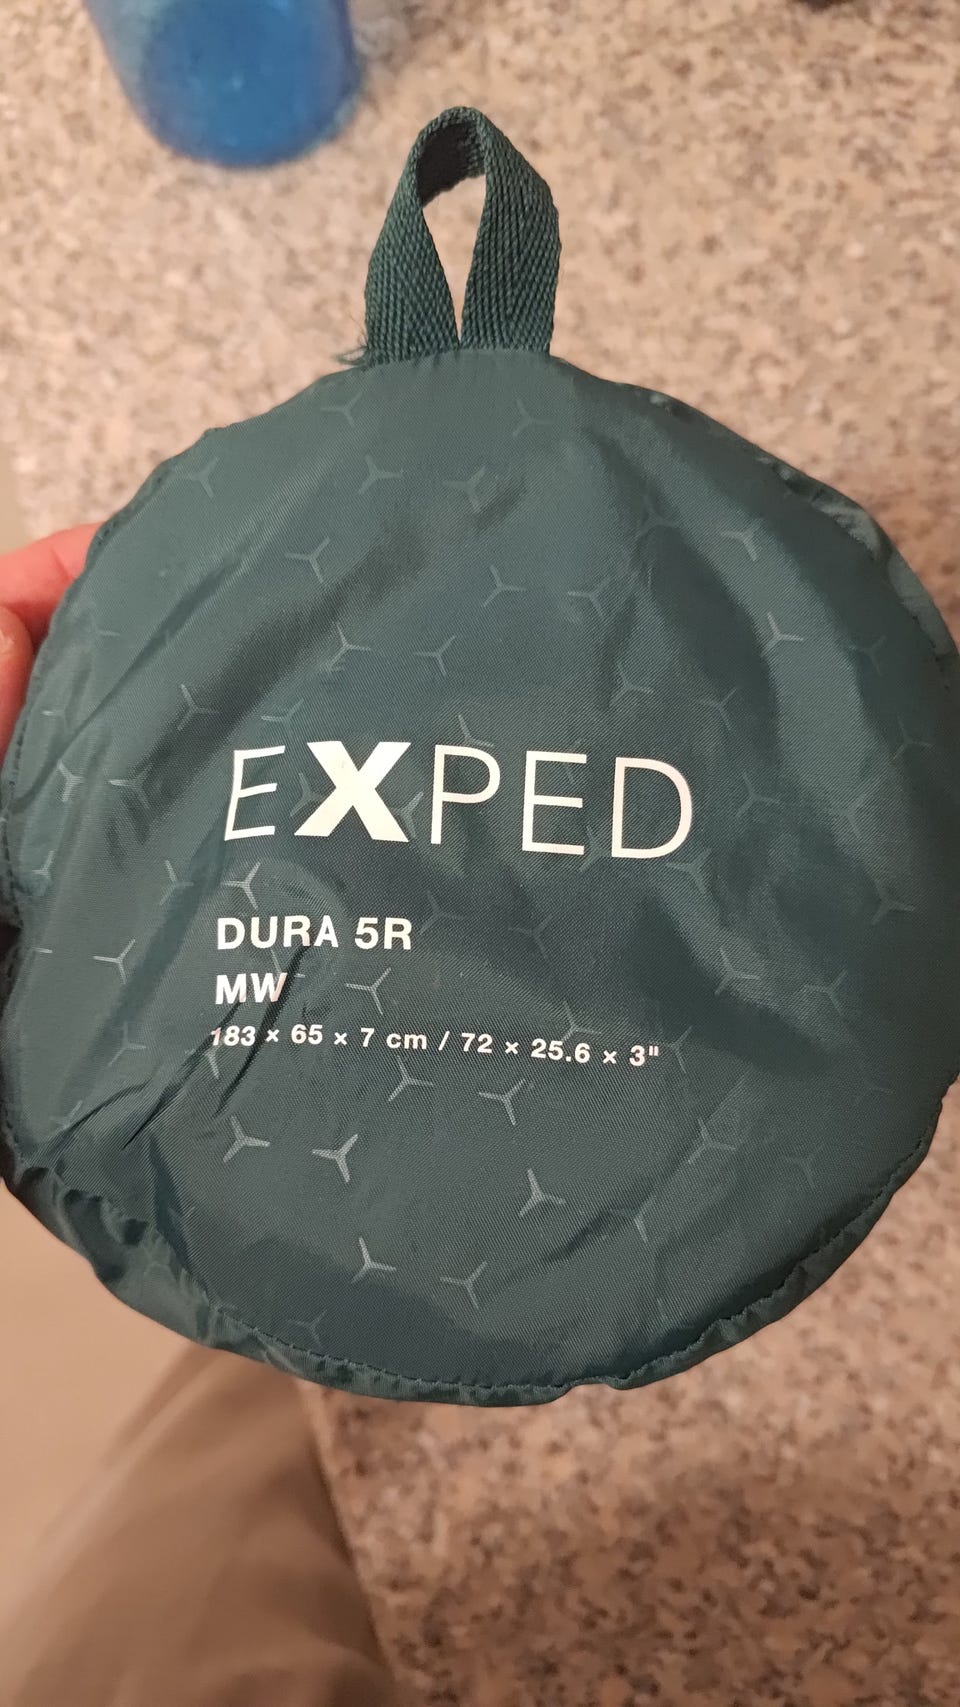 EXPED
DURA 5R
MW
183 × 65 × 7 cm / 72 × 25.6 × 3"